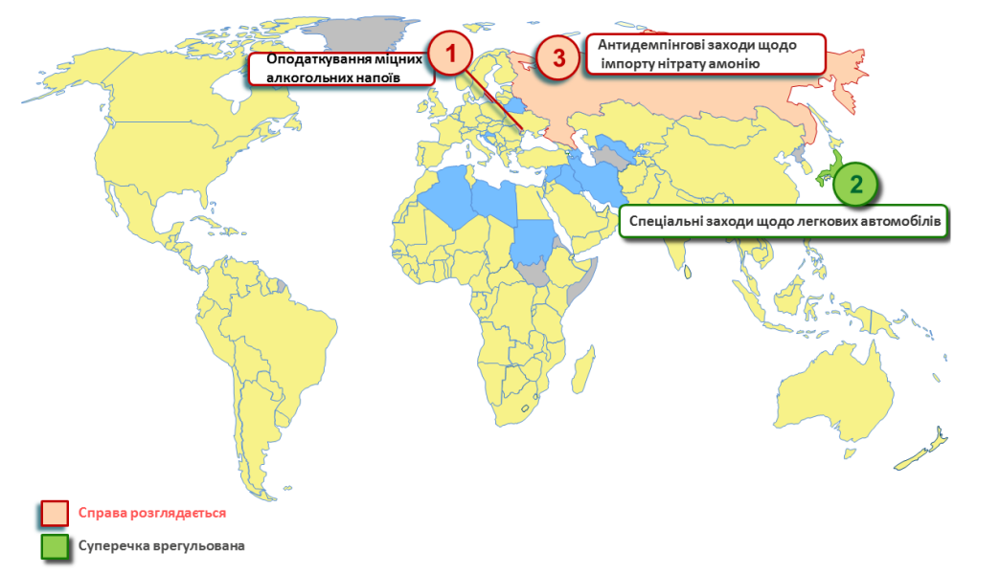 Оподаткування міцних
алкогольних напоїв
1
3
Антидемпінгові заходи щодо
імпорту нітрату амонію
2
Спеціальні заходи щодо легкових автомобілів
Справа розглядається
Суперечка врегульована